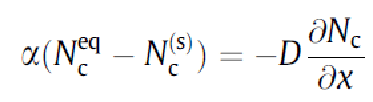 α(N_c^eq − N_c^(s)) = −D ∂N_c/∂x